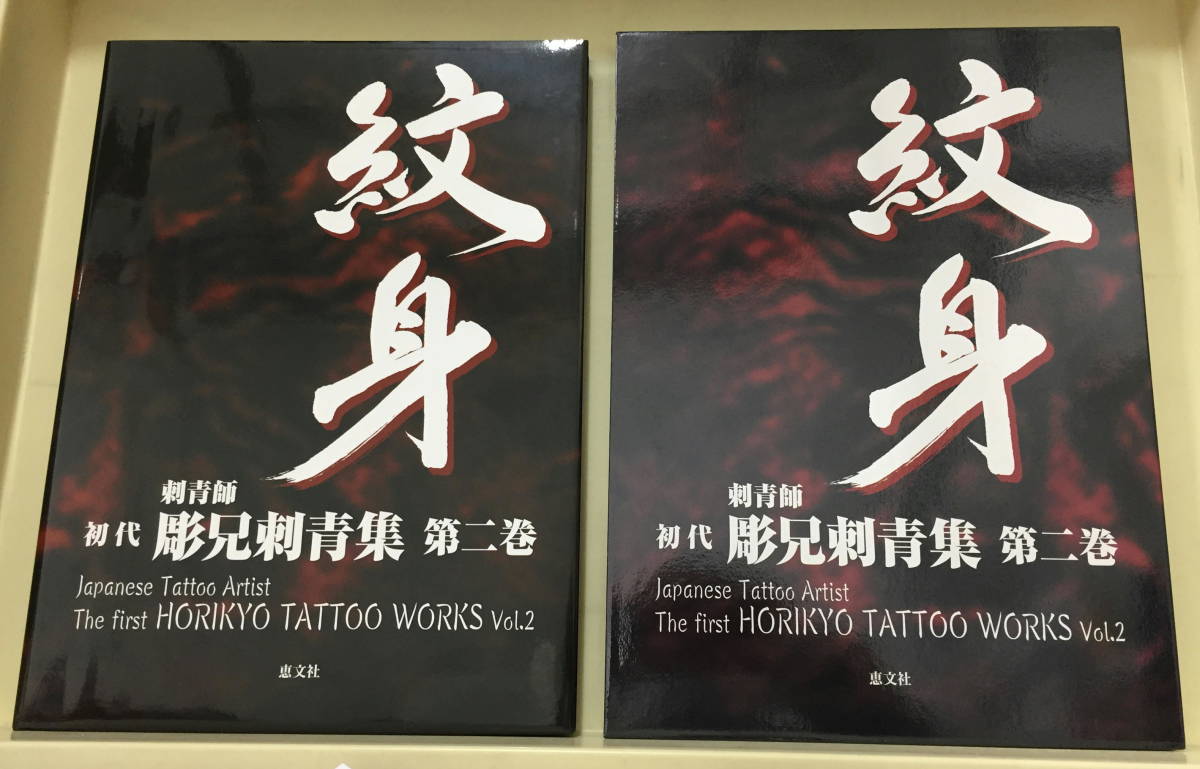 紋身
刺青師
初代 彫兄刺青集 第二巻
Japanese Tattoo Artist
The first HORIKYO TATTOO WORKS Vol.2
恵文社
紋身
刺青師
初代 彫兄刺青集 第二巻
Japanese Tattoo Artist
The first HORIKYO TATTOO WORKS Vol.2
恵文社